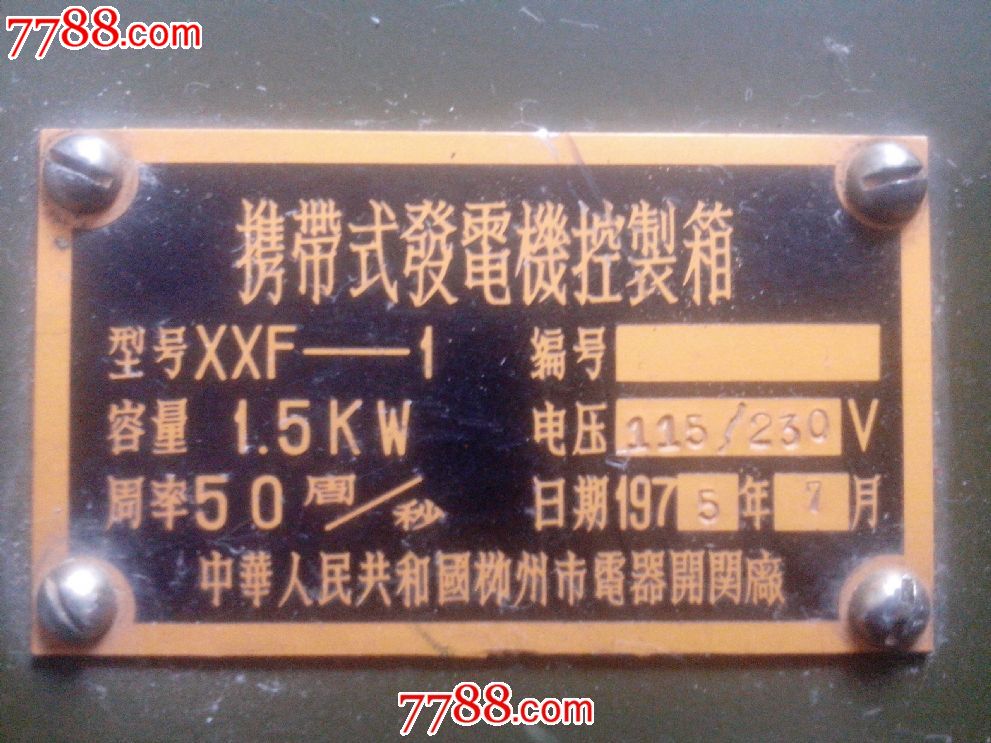 7788.com
携帶式發電機控製箱
型号XXF—1 编号
容量 1.5KW 电压 115/230 V
周率50周/秒 日期1975年7月
中華人民共和國柳州市電器開関廠
7788.com